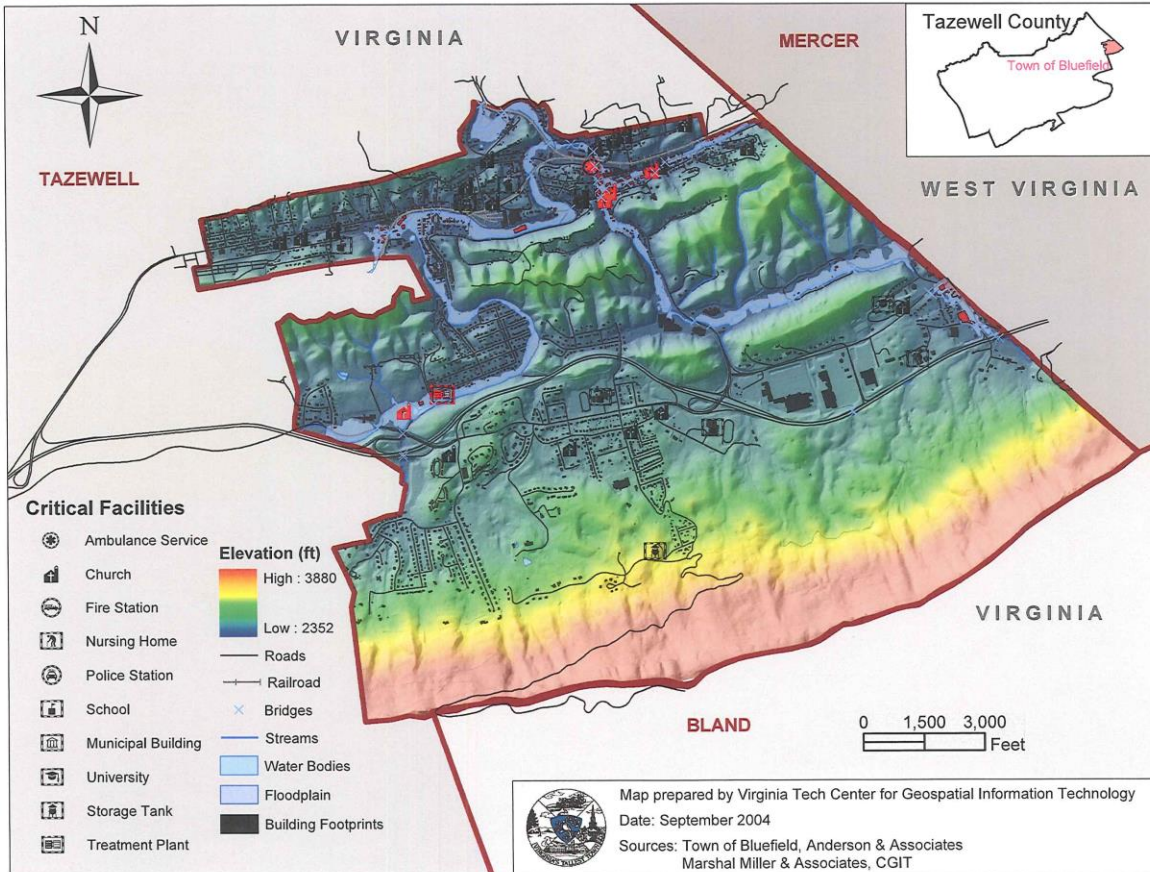 N
VIRGINIA
MERCER
Tazewell County
Town of Bluefield
TAZEWELL
WEST VIRGINIA
Critical Facilities
Ambulance Service
Church
Fire Station
Nursing Home
Police Station
School
Municipal Building
University
Storage Tank
Treatment Plant
Elevation (ft)
High : 3880
Low : 2352
Roads
Railroad
Bridges
Streams
Water Bodies
Floodplain
Building Footprints
VIRGINIA
BLAND
0 1,500 3,000
Feet
Map prepared by Virginia Tech Center for Geospatial Information Technology
Date: September 2004
Sources: Town of Bluefield, Anderson & Associates
Marshal Miller & Associates, CGIT